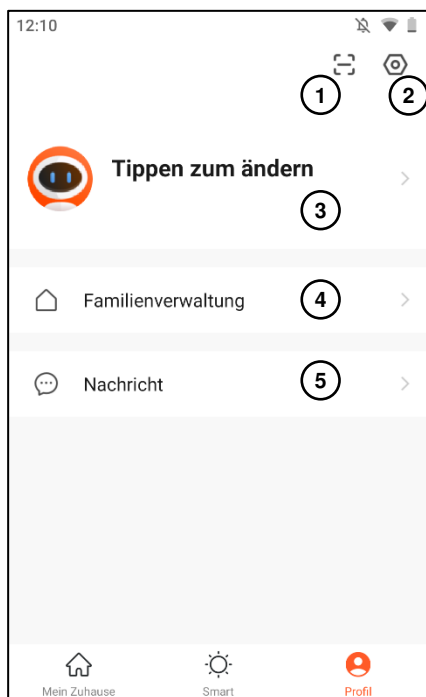 12:10
1
2
Tippen zum ändern
3
Familienverwaltung
4
Nachricht
5
Mein Zuhause
Smart
Profil